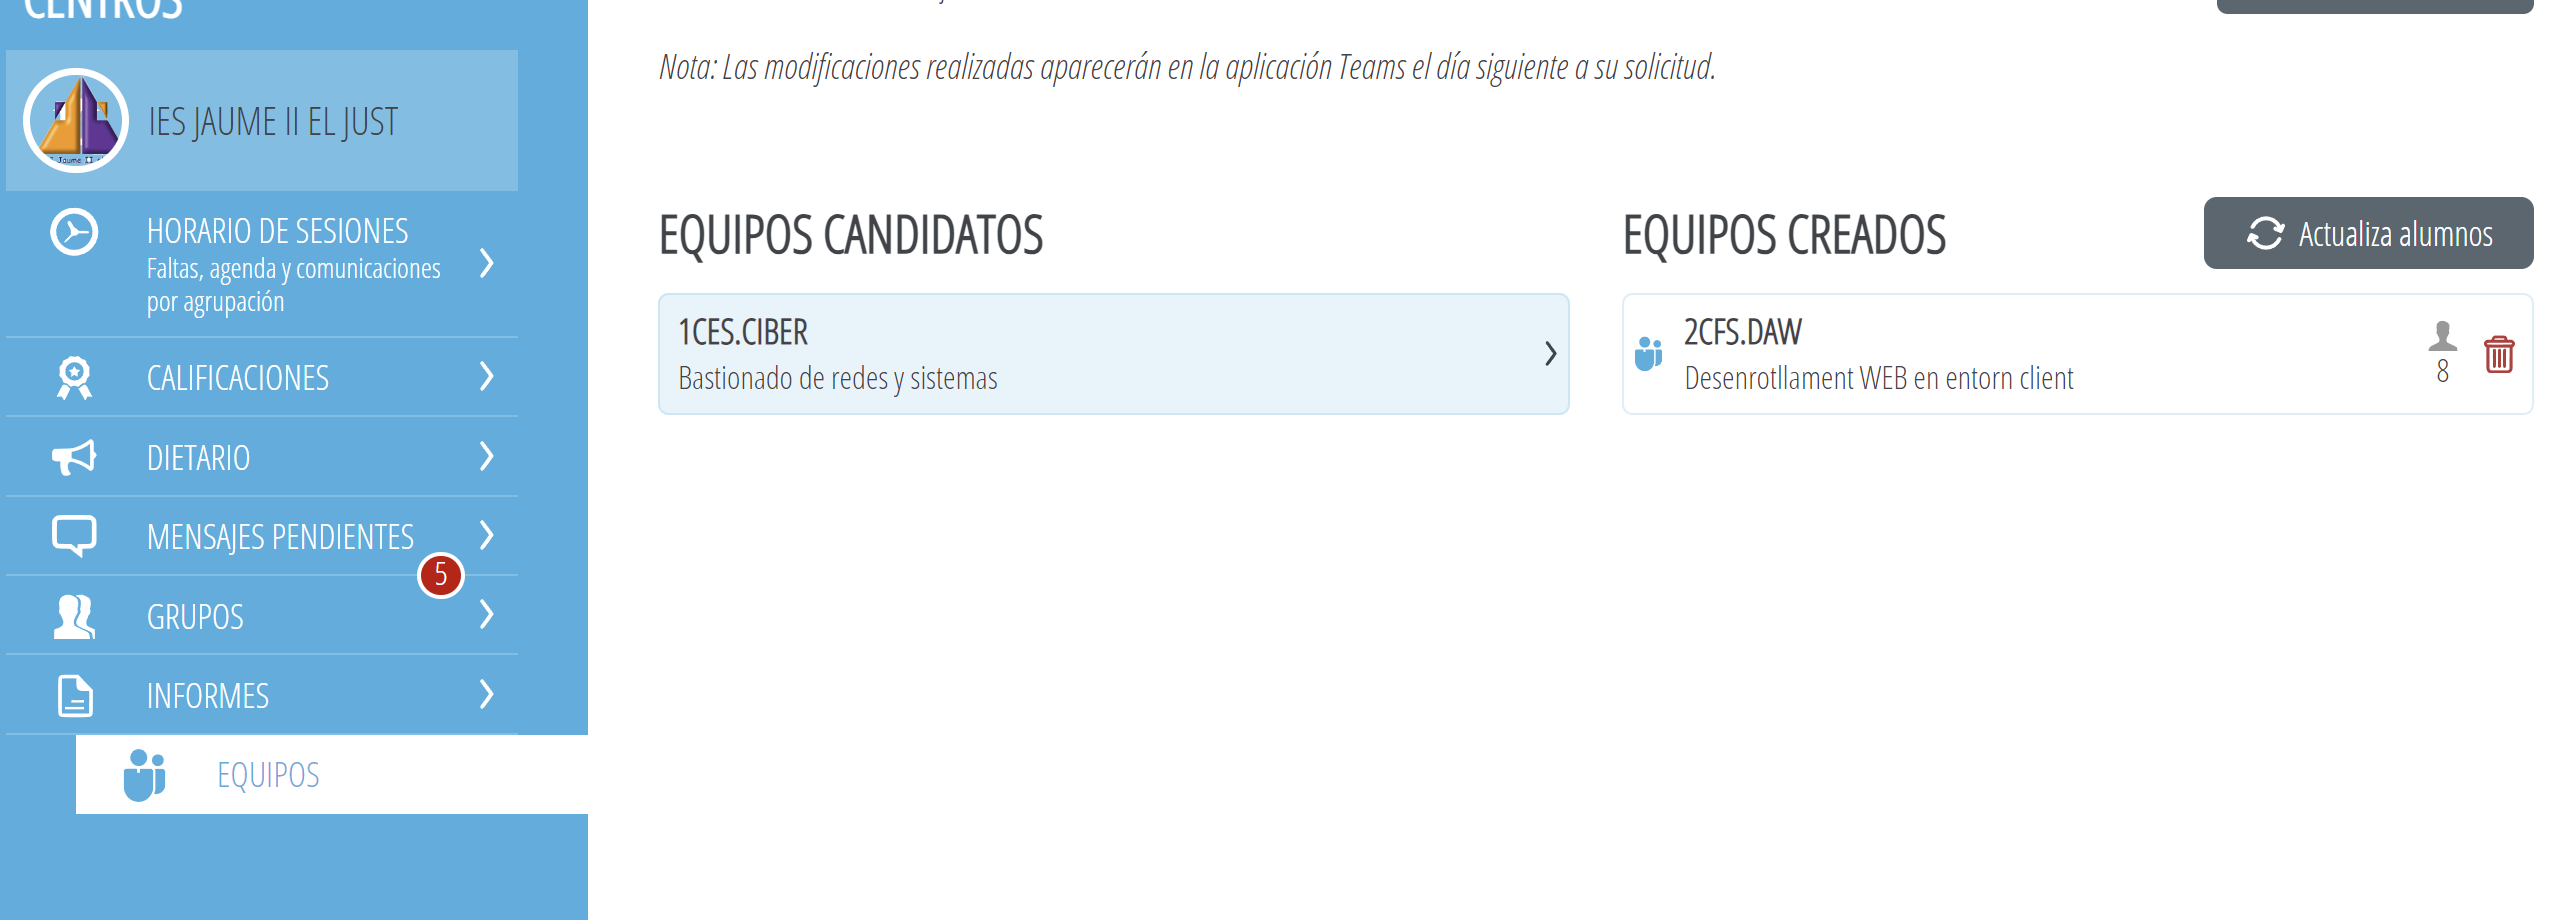 CENTROS
IES JAUME II EL JUST
HORARIO DE SESIONES
Faltas, agenda y comunicaciones
por agrupación
CALIFICACIONES
DIETARIO
MENSAJES PENDIENTES
5
GRUPOS
INFORMES
EQUIPOS
Nota: Las modificaciones realizadas aparecerán en la aplicación Teams el día siguiente a su solicitud.
EQUIPOS CANDIDATOS
1CES.CIBER
Bastionado de redes y sistemas
EQUIPOS CREADOS
Actualiza alumnos
2CFS.DAW
Desenrotllament WEB en entorn client
8